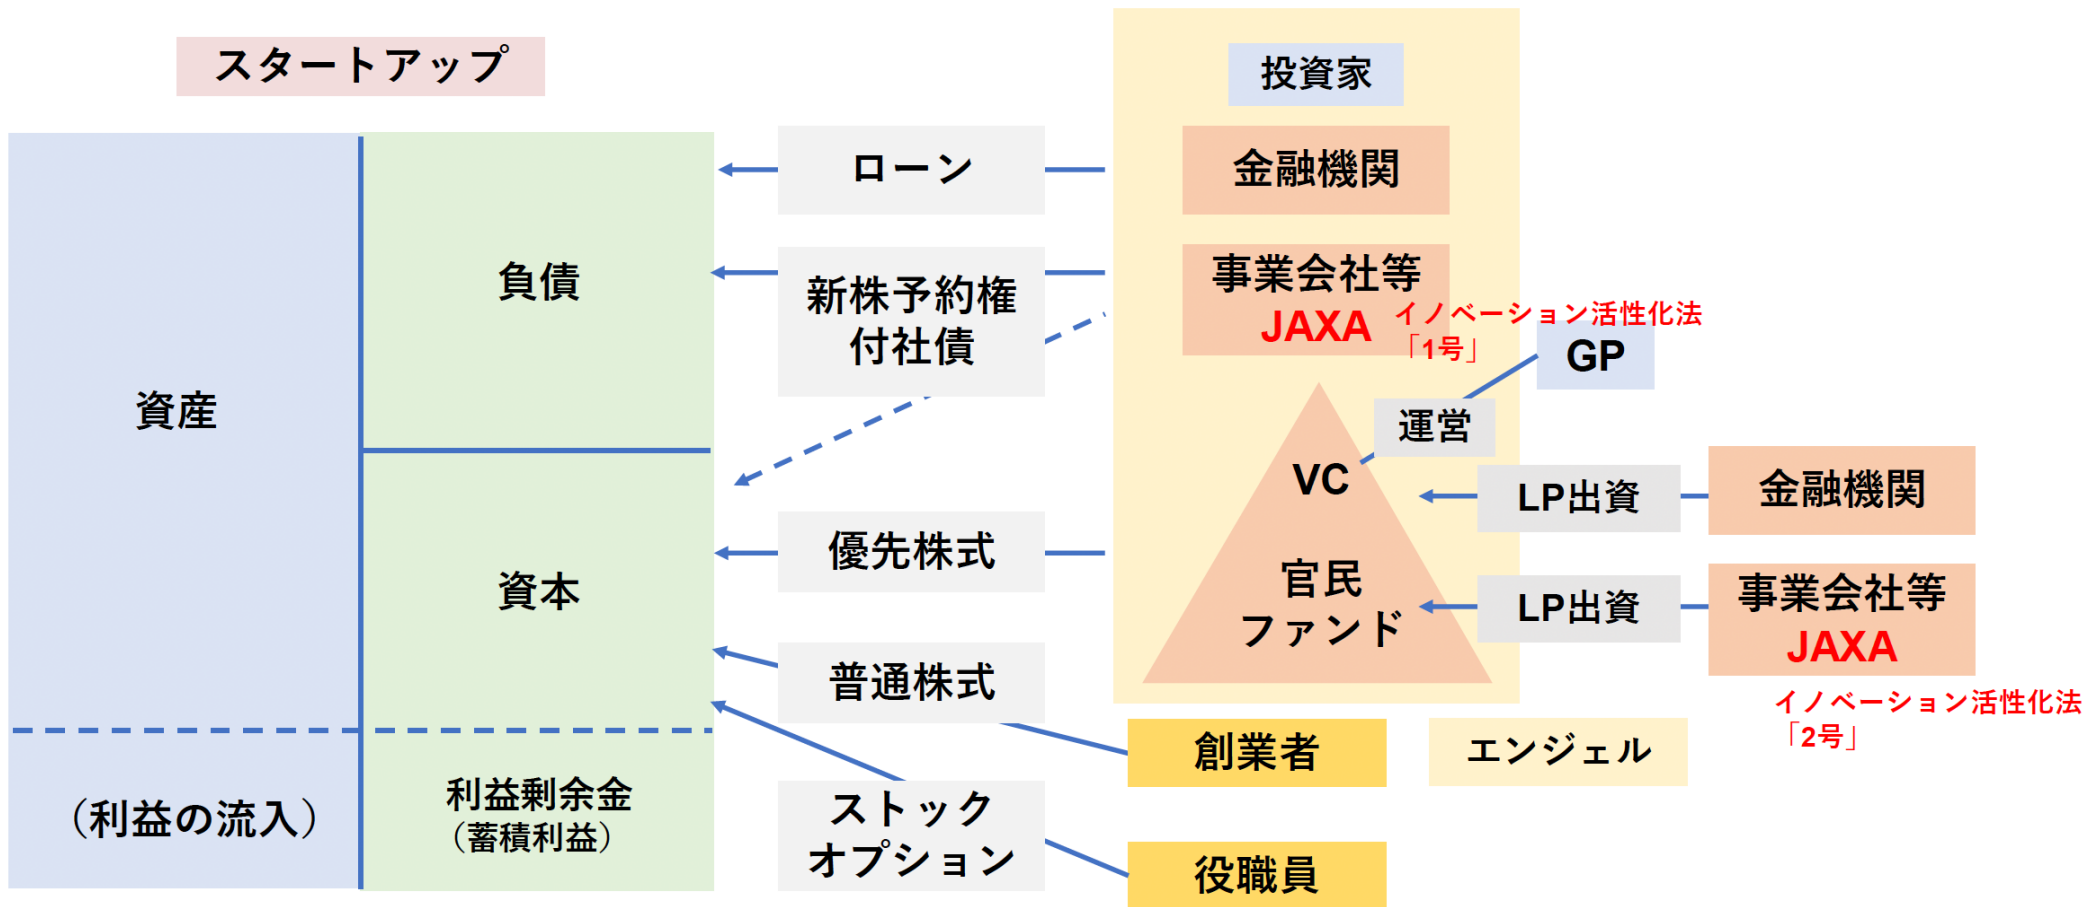 スタートアップ
資産
（利益の流入）
負債
資本
利益剰余金
（蓄積利益）
ローン
新株予約権
付社債
優先株式
普通株式
ストック
オプション
投資家
金融機関
事業会社等
JAXA
イノベーション活性化法
「1号」
GP
運営
VC
官民
ファンド
LP出資
金融機関
LP出資
事業会社等
JAXA
イノベーション活性化法
「2号」
創業者
エンジェル
役職員